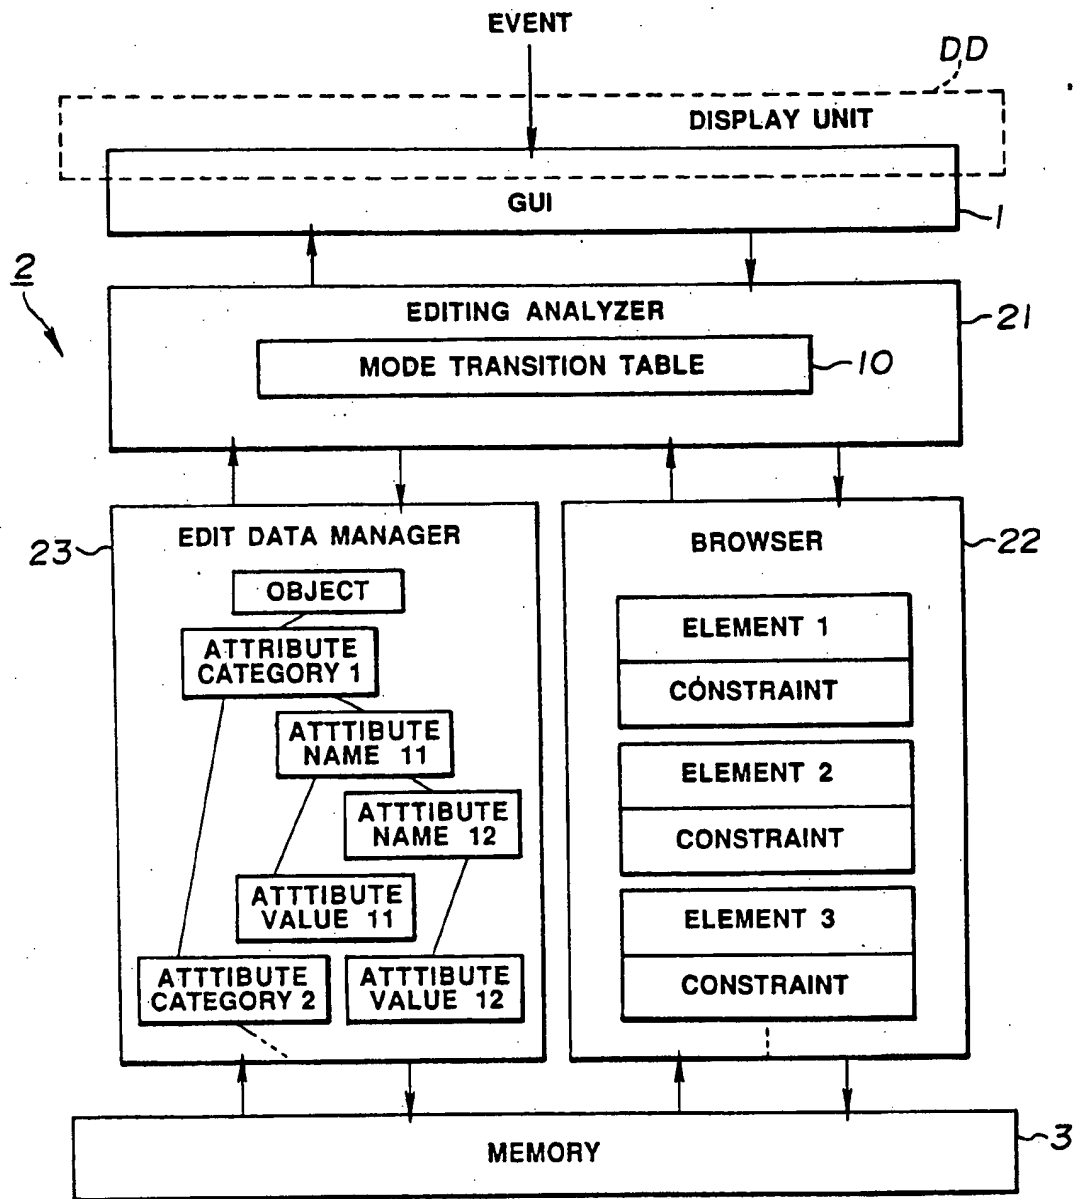 EVENT
DD
DISPLAY UNIT
GUI
1
2
EDITING ANALYZER
21
MODE TRANSITION TABLE
10
EDIT DATA MANAGER
23
OBJECT
ATTRIBUTE
CATEGORY 1
ATTTIBUTE
NAME 11
ATTTIBUTE
NAME 12
ATTTIBUTE
VALUE 11
ATTTIBUTE
CATEGORY 2
ATTTIBUTE
VALUE 12
BROWSER
22
ELEMENT 1
CONSTRAINT
ELEMENT 2
CONSTRAINT
ELEMENT 3
CONSTRAINT
MEMORY
3